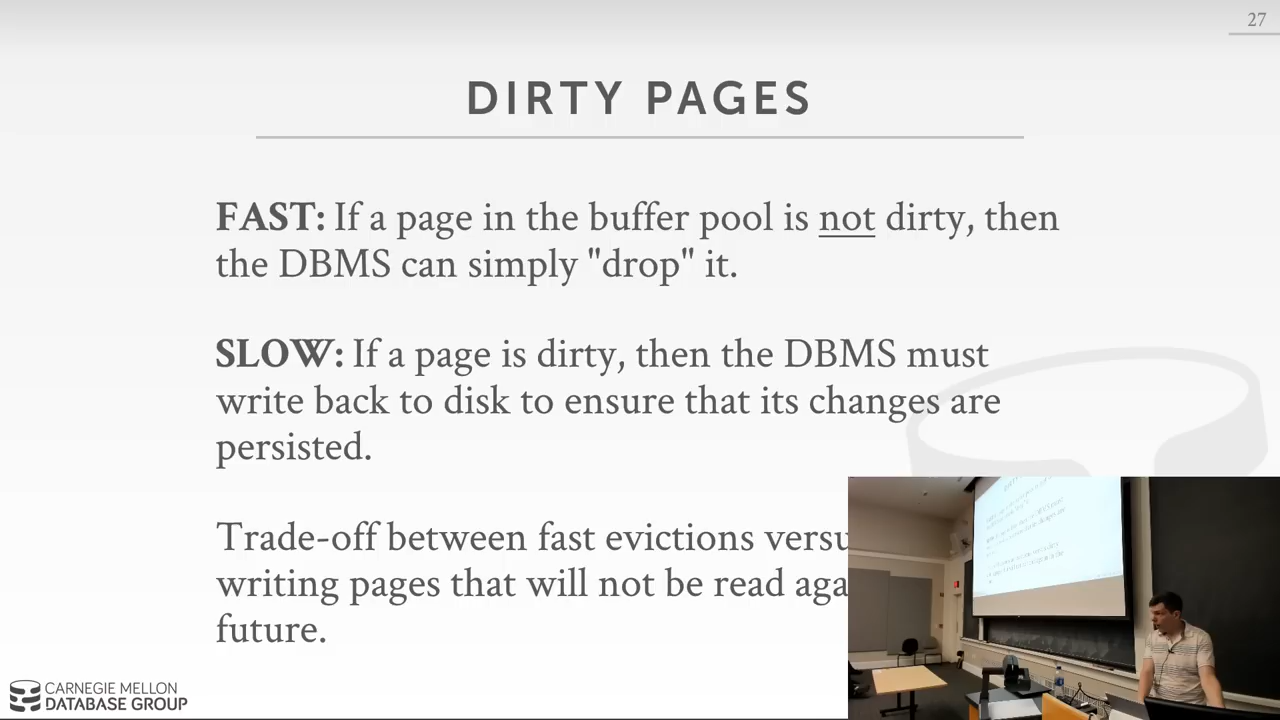 27
DIRTY PAGES
FAST: If a page in the buffer pool is not dirty, then
the DBMS can simply "drop" it.
SLOW: If a page is dirty, then the DBMS must
write back to disk to ensure that its changes are
persisted.
Trade-off between fast evictions
writing pages that will not be read
future.
CARNEGIE MELLON
DATABASE GROUP